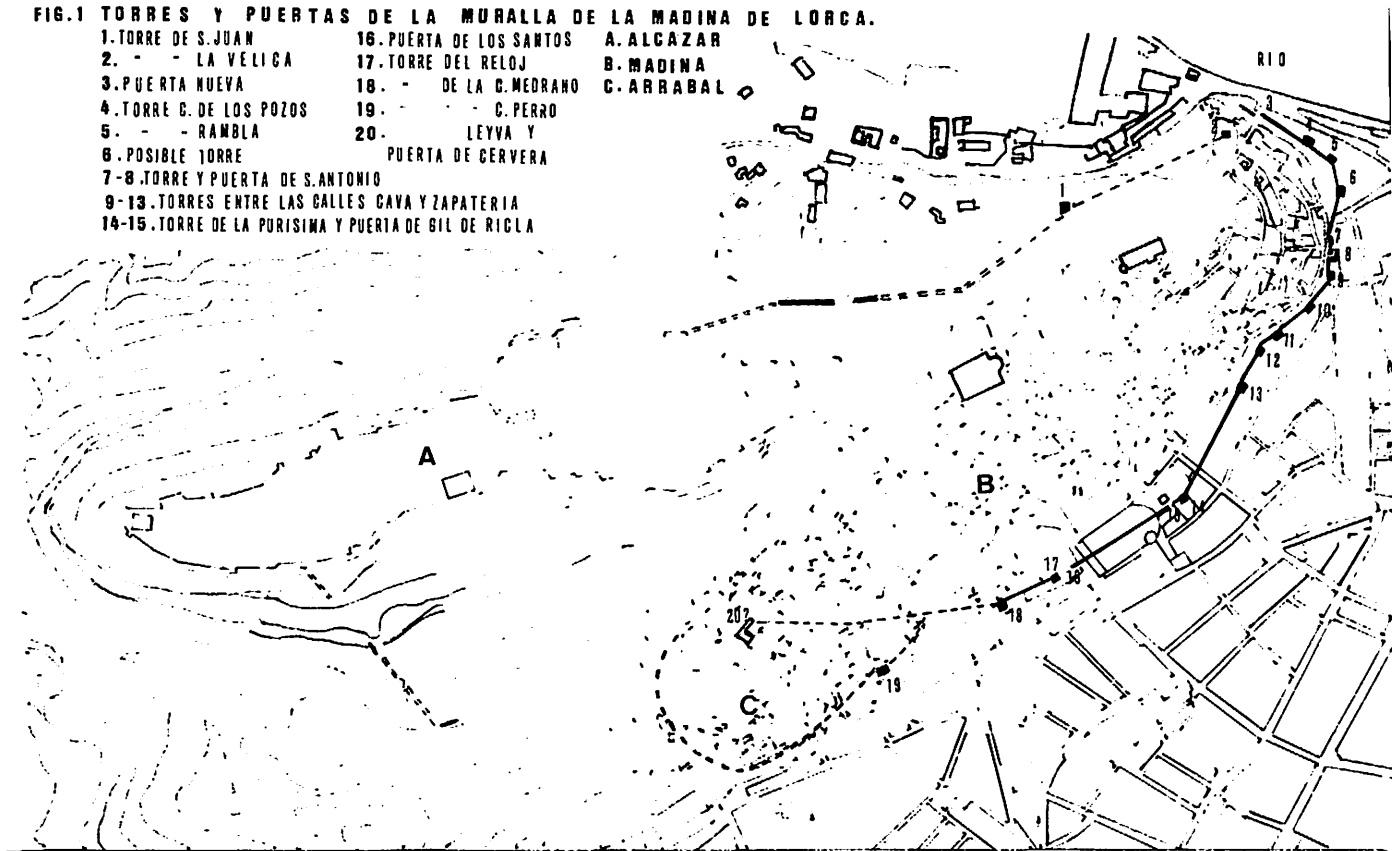 FIG.1 TORRES Y PUERTAS DE LA MURALLA DE LA MADINA DE LORCA.
1.TORRE DE S.JUAN
2. - - LA VELICA
3.PUERTA NUEVA
4.TORRE C.DE LOS POZOS
5. - - RAMBLA
6.POSIBLE TORRE
7-8.TORRE Y PUERTA DE S.ANTONIO
9-13.TORRES ENTRE LAS CALLES CAVA Y ZAPATERIA
14-15.TORRE DE LA PURISIMA Y PUERTA DE GIL DE RICLA
16.PUERTA DE LOS SANTOS
17.TORRE DEL RELOJ
18. - DE LA C.MEDRANO
19. - - C.PERRO
20. LEYVA Y
PUERTA DE CERVERA
A.ALCAZAR
B.MADINA
C.ARRABAL
RIO
3
1
5
6
7
8
9
10
11
12
13
A
B
17
16
18
20?
19
C